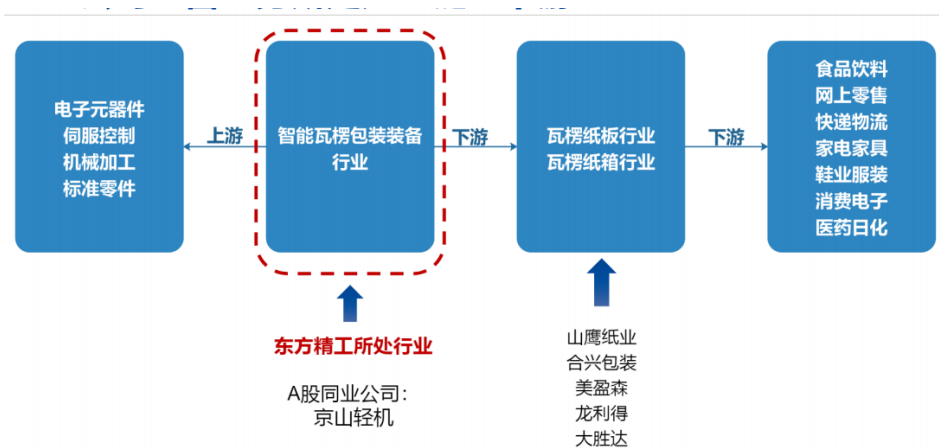 电子元器件
伺服控制
机械加工
标准零件
上游
智能瓦楞包装装备
行业
下游
瓦楞纸板行业
瓦楞纸箱行业
下游
食品饮料
网上零售
快递物流
家电家具
鞋业服装
消费电子
医药日化
东方精工所处行业
A股同业公司：
京山轻机
山鹰纸业
合兴包装
美盈森
龙利得
大胜达